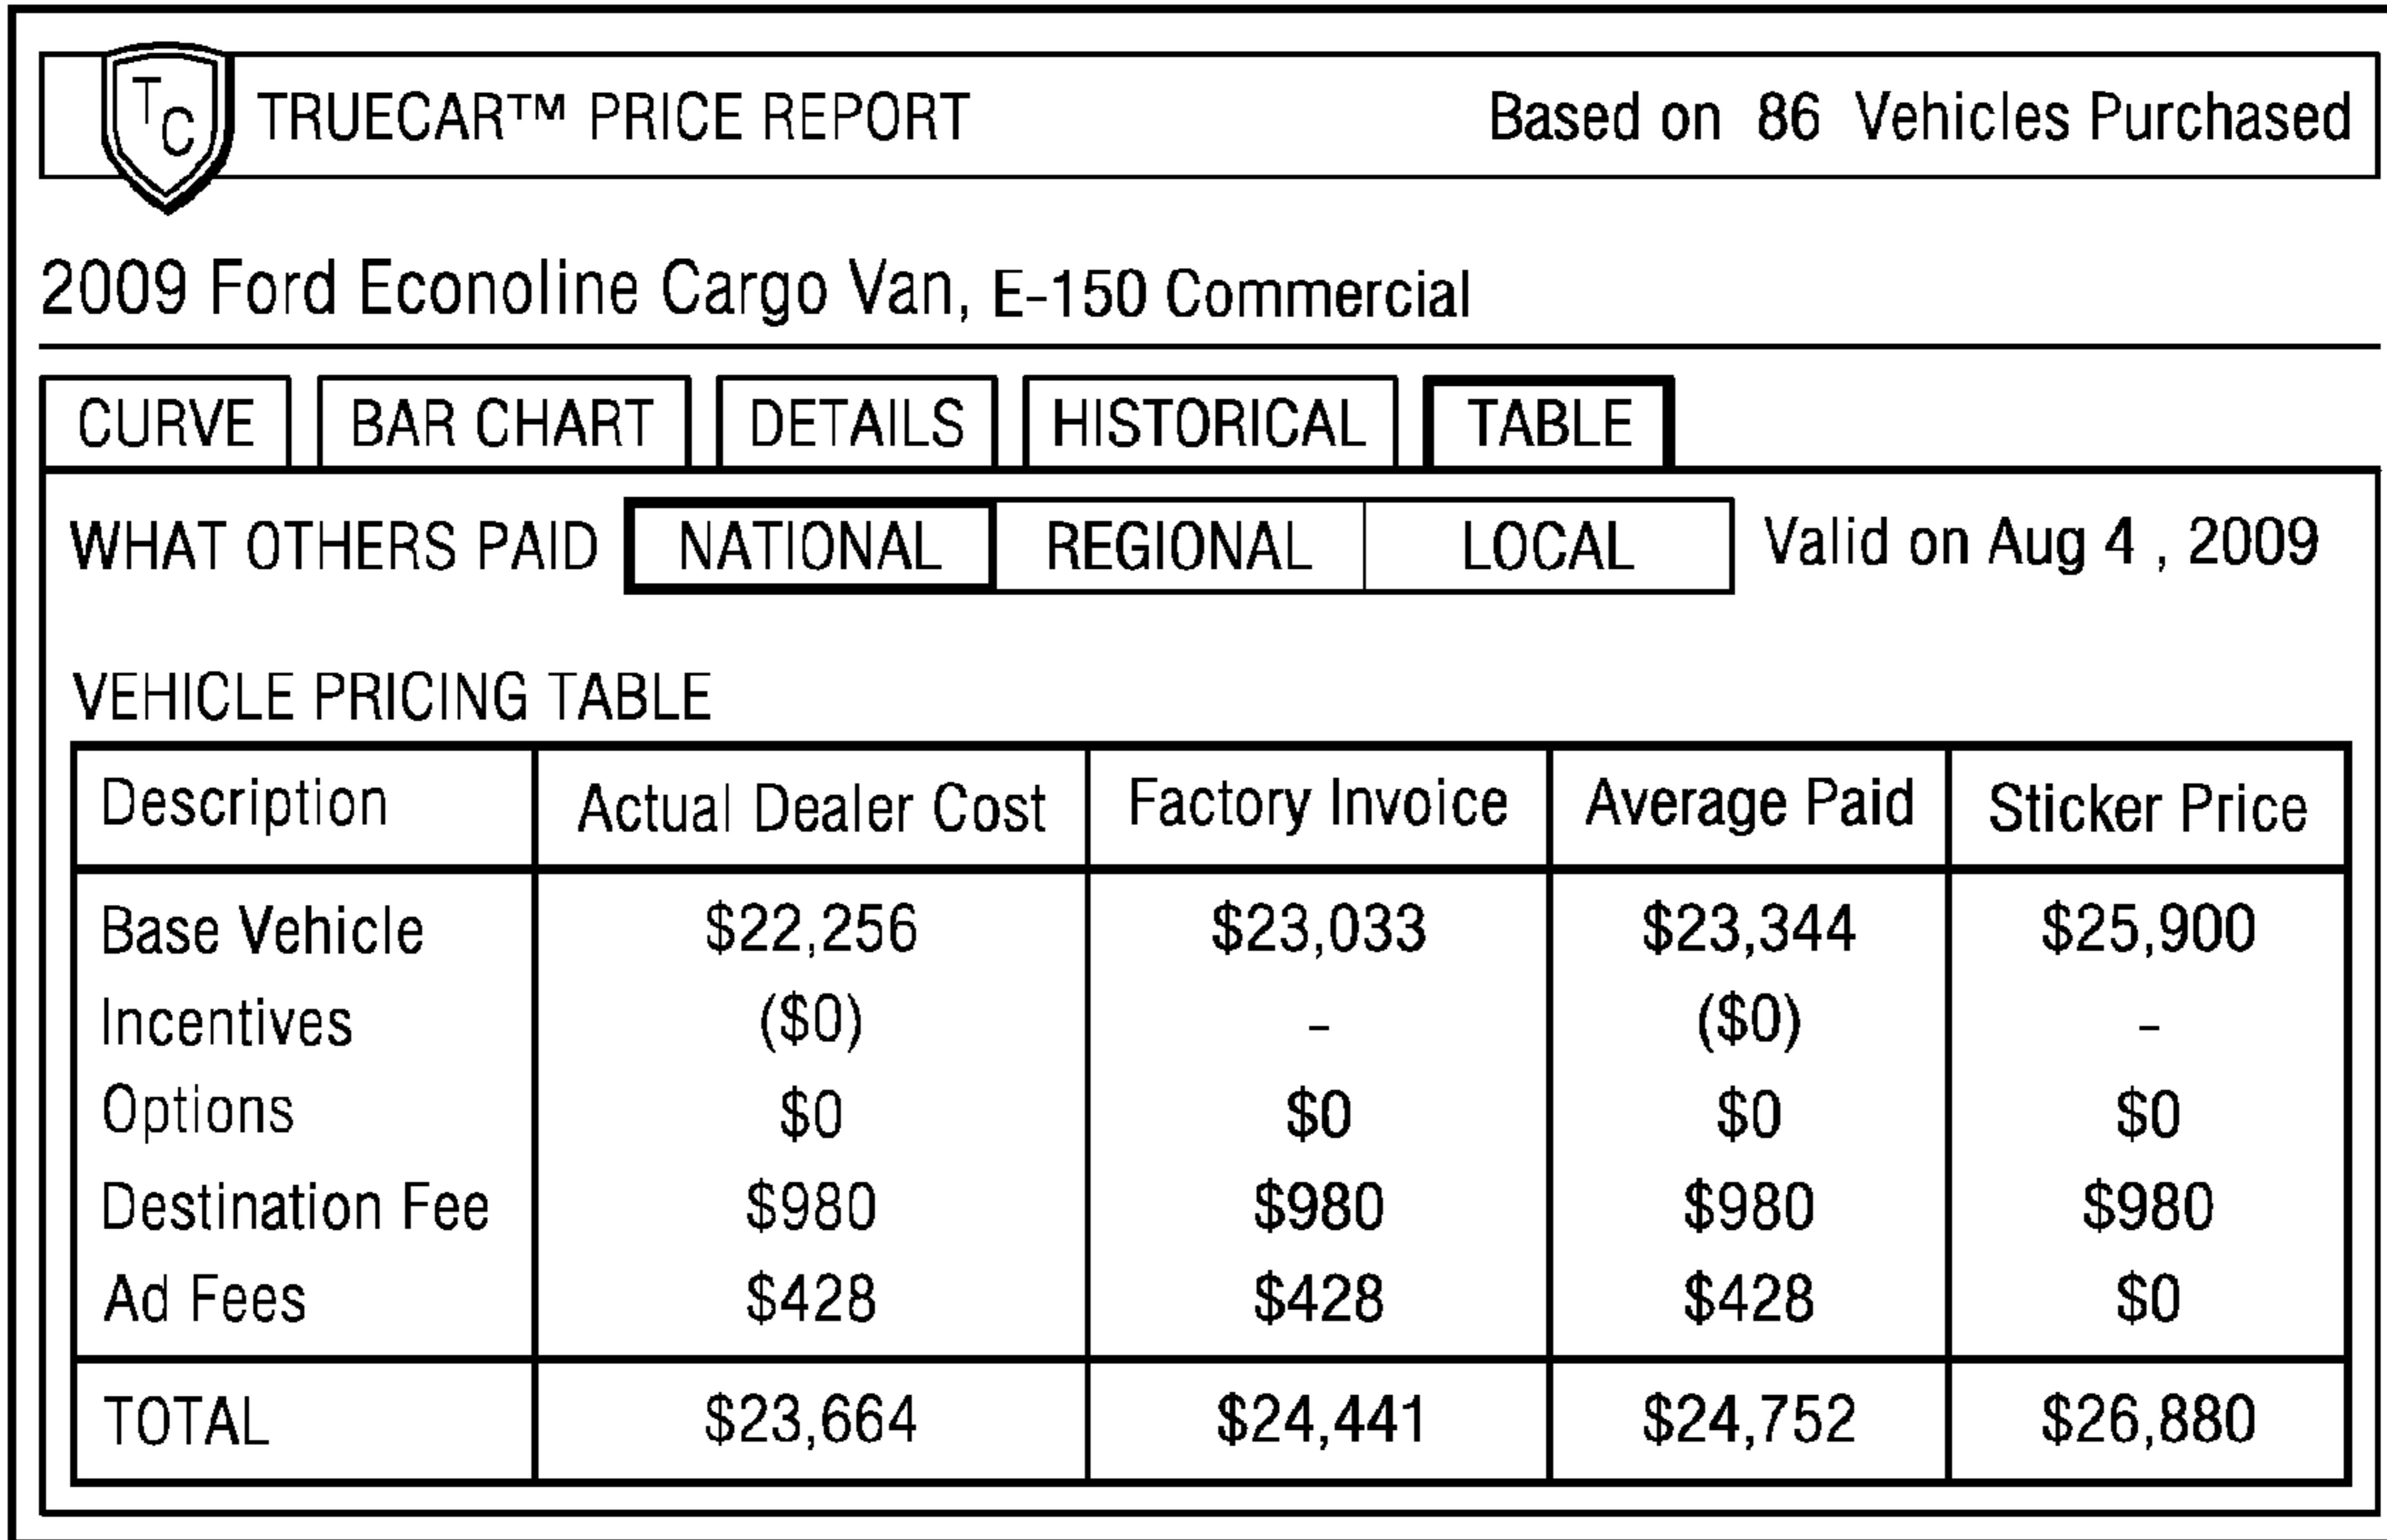 TC TRUECAR™ PRICE REPORT Based on 86 Vehicles Purchased
2009 Ford Econoline Cargo Van, E-150 Commercial
CURVE BAR CHART DETAILS HISTORICAL TABLE
WHAT OTHERS PAID NATIONAL REGIONAL LOCAL Valid on Aug 4 , 2009
VEHICLE PRICING TABLE
Description Actual Dealer Cost Factory Invoice Average Paid Sticker Price
Base Vehicle $22,256 $23,033 $23,344 $25,900
Incentives ($0) - ($0) -
Options $0 $0 $0 $0
Destination Fee $980 $980 $980 $980
Ad Fees $428 $428 $428 $0
TOTAL $23,664 $24,441 $24,752 $26,880